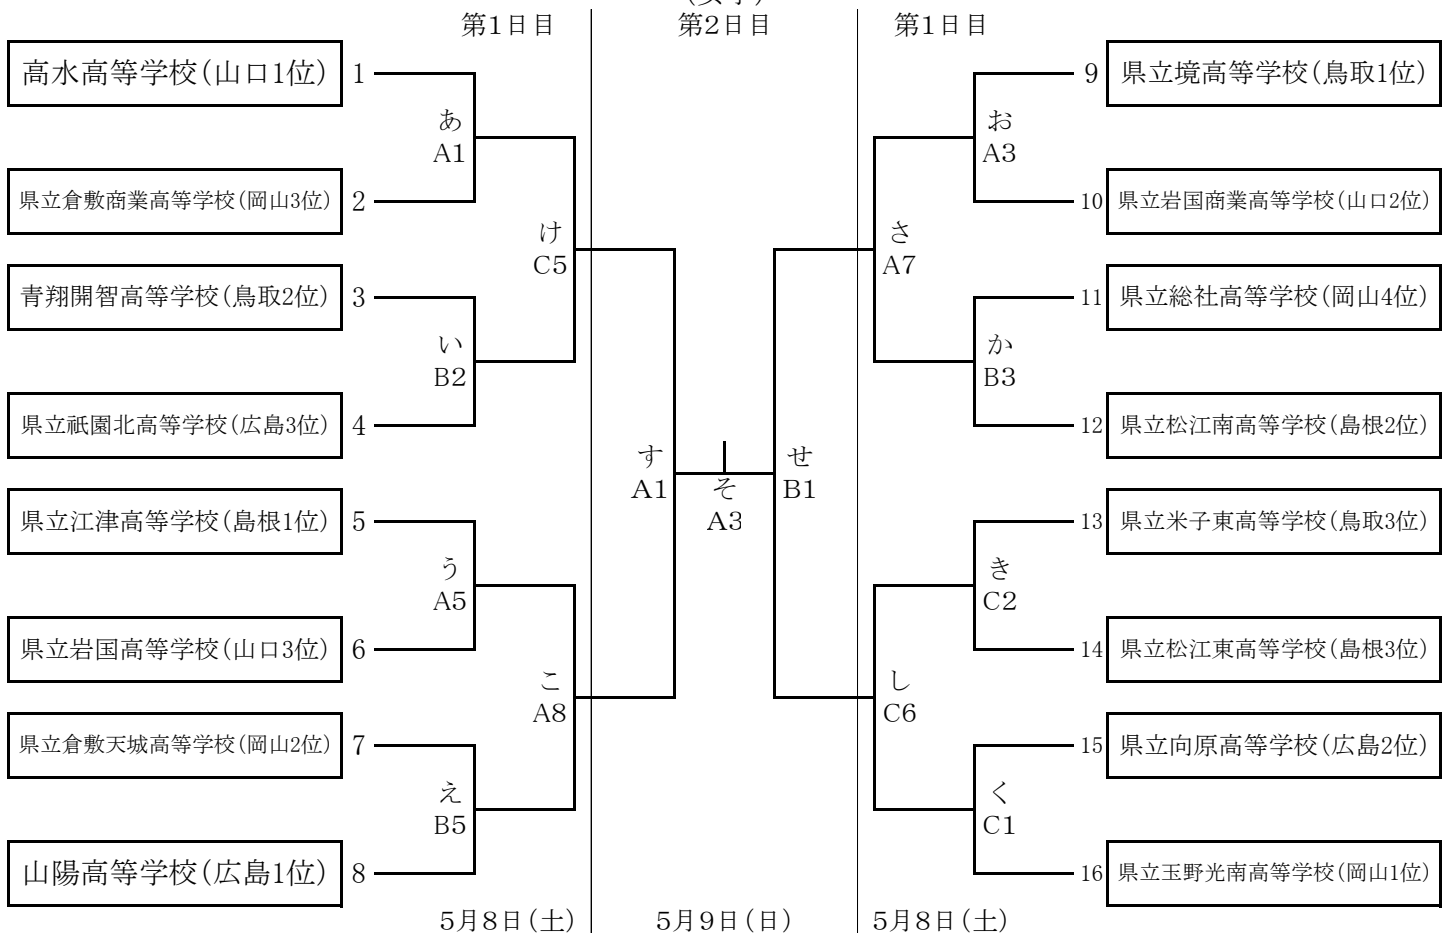 第1日目
第2日目
第1日目
高水高等学校(山口1位) 1
あ
A1
県立倉敷商業高等学校(岡山3位) 2
け
C5
青翔開智高等学校(鳥取2位) 3
い
B2
県立祇園北高等学校(広島3位) 4
県立江津高等学校(島根1位) 5
う
A5
県立岩国高等学校(山口3位) 6
こ
A8
県立倉敷天城高等学校(岡山2位) 7
え
B5
山陽高等学校(広島1位) 8
す
A1
そ
A3
せ
B1
9 県立境高等学校(鳥取1位)
お
A3
10 県立岩国商業高等学校(山口2位)
さ
A7
11 県立総社高等学校(岡山4位)
か
B3
12 県立松江南高等学校(島根2位)
13 県立米子東高等学校(鳥取3位)
き
C2
14 県立松江東高等学校(島根3位)
し
C6
15 県立向原高等学校(広島2位)
く
C1
16 県立玉野光南高等学校(岡山1位)
5月8日(土)
5月9日(日)
5月8日(土)